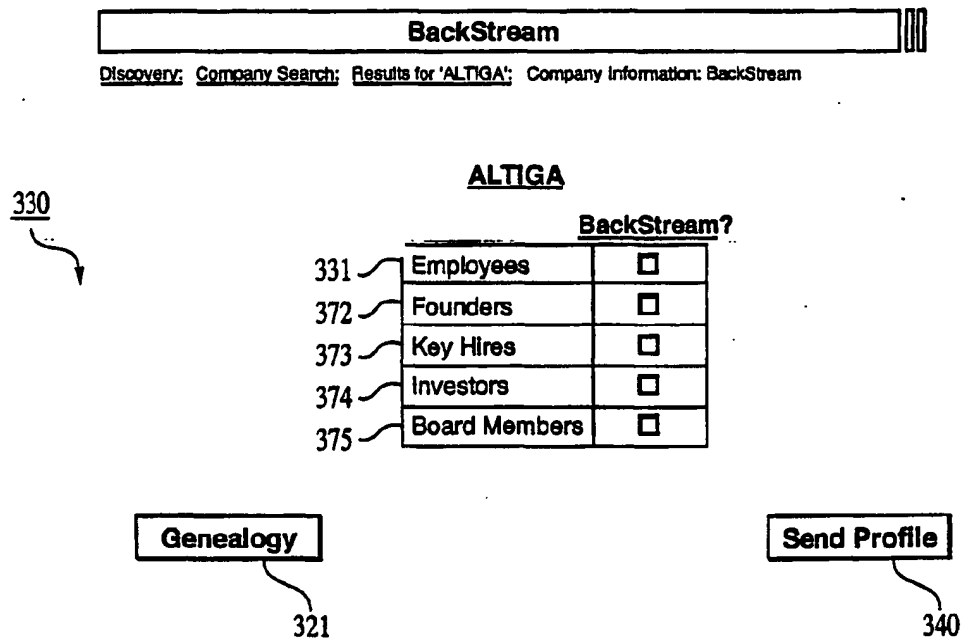 BackStream
Discovery: Company Search: Results for 'ALTIGA': Company Information: BackStream
ALTIGA
330
BackStream?
331 Employees
372 Founders
373 Key Hires
374 Investors
375 Board Members
Genealogy
Send Profile
321
340